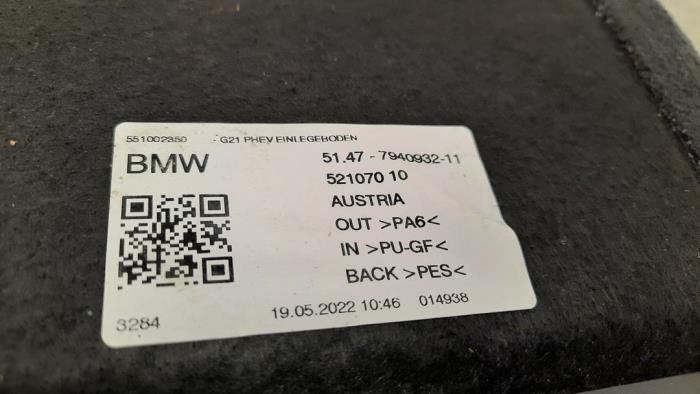 551002850 - G21 PHEV EINLEGEBODEN
BMW
51.47 - 7940932-11
521070 10
AUSTRIA
OUT >PA6<
IN >PU-GF<
BACK >PES<
3284
19.05.2022 10:46 014938